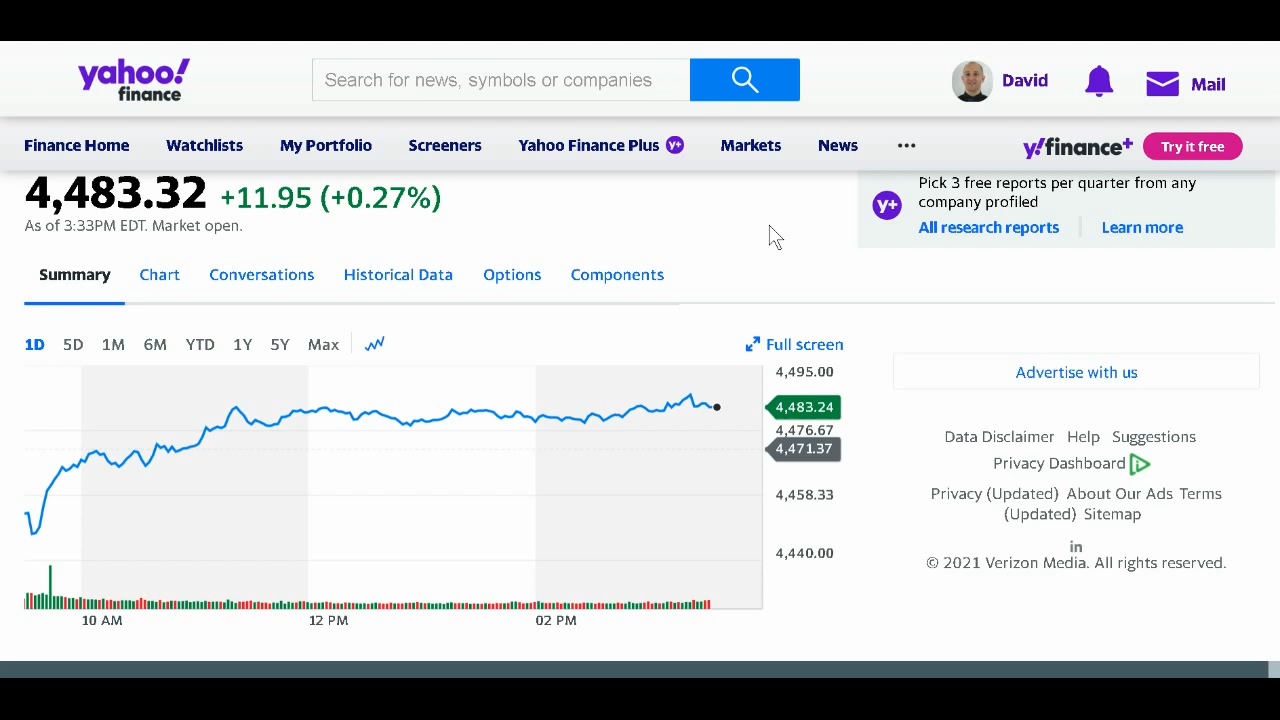 yahoo!
finance
Search for news, symbols or companies
David
Mail
Finance Home Watchlists My Portfolio Screeners Yahoo Finance Plus y+ Markets News ••• y!finance+ Try it free
4,483.32 +11.95 (+0.27%)
As of 3:33PM EDT. Market open.
y+
Pick 3 free reports per quarter from any
company profiled
All research reports Learn more
Summary Chart Conversations Historical Data Options Components
1D 5D 1M 6M YTD 1Y 5Y Max
Full screen
4,495.00
4,483.24
4,476.67
4,471.37
4,458.33
4,440.00
10 AM 12 PM 02 PM
Advertise with us
Data Disclaimer Help Suggestions
Privacy Dashboard
Privacy (Updated) About Our Ads Terms
(Updated) Sitemap
in
© 2021 Verizon Media. All rights reserved.